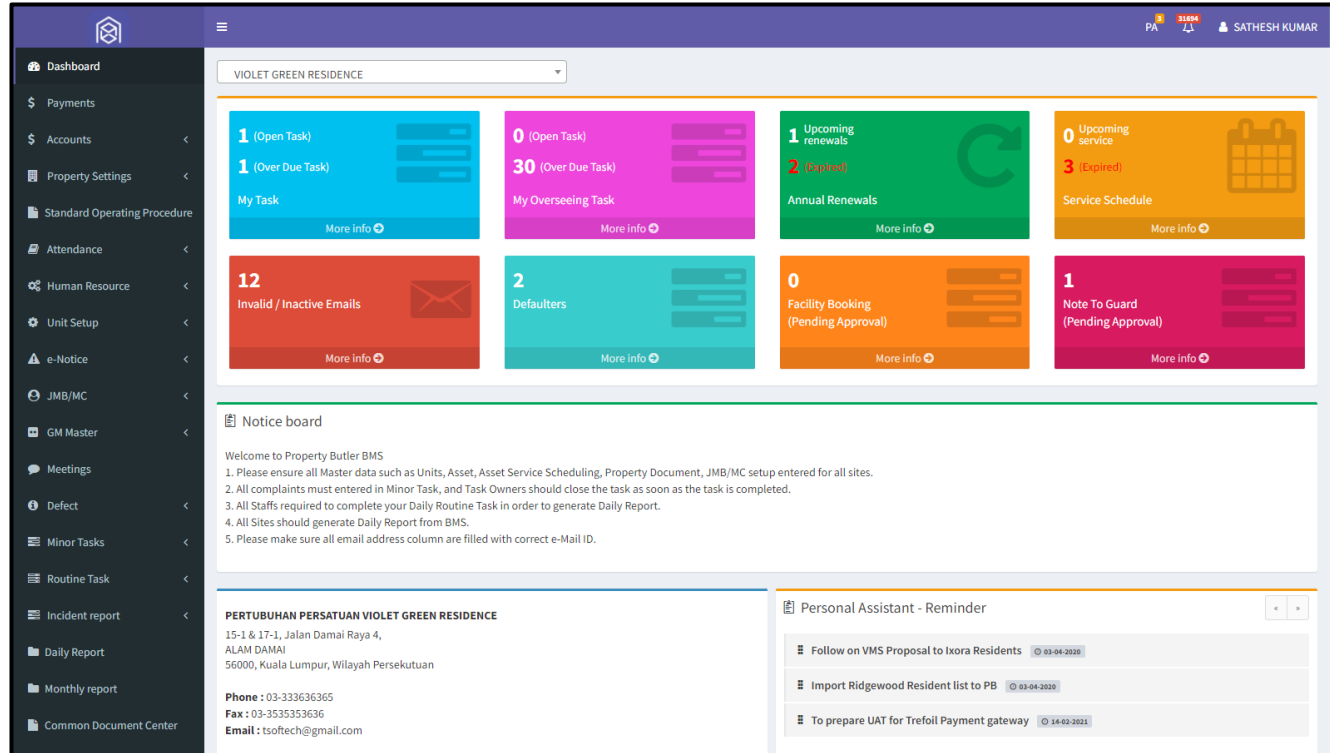 PA 3
31694
SATHESH KUMAR
Dashboard
Payments
Accounts
Property Settings
Standard Operating Procedure
Attendance
Human Resource
Unit Setup
e-Notice
JMB/MC
GM Master
Meetings
Defect
Minor Tasks
Routine Task
Incident report
Daily Report
Monthly report
Common Document Center
VIOLET GREEN RESIDENCE
1 (Open Task)
1 (Over Due Task)
My Task
More info
0 (Open Task)
30 (Over Due Task)
My Overseeing Task
More info
1 Upcoming
renewals
2 (Expired)
Annual Renewals
More info
0 Upcoming
service
3 (Expired)
Service Schedule
More info
12
Invalid / Inactive Emails
More info
2
Defaulters
More info
0
Facility Booking
(Pending Approval)
More info
1
Note To Guard
(Pending Approval)
More info
Notice board
Welcome to Property Butler BMS
1. Please ensure all Master data such as Units, Asset, Asset Service Scheduling, Property Document, JMB/MC setup entered for all sites.
2. All complaints must entered in Minor Task, and Task Owners should close the task as soon as the task is completed.
3. All Staffs required to complete your Daily Routine Task in order to generate Daily Report.
4. All Sites should generate Daily Report from BMS.
5. Please make sure all email address column are filled with correct e-Mail ID.
PERTUBUHAN PERSATUAN VIOLET GREEN RESIDENCE
15-1 & 17-1, Jalan Damai Raya 4,
ALAM DAMAI
56000, Kuala Lumpur, Wilayah Persekutuan
Phone : 03-333636365
Fax : 03-3535353636
Email : tsoftech@gmail.com
Personal Assistant - Reminder
Follow on VMS Proposal to Ixora Residents 03-04-2020
Import Ridgewood Resident list to PB 03-04-2020
To prepare UAT for Trefoil Payment gateway 14-02-2021